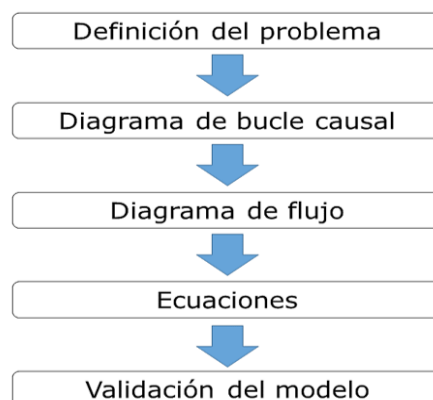 Definición del problema
Diagrama de bucle causal
Diagrama de flujo
Ecuaciones
Validación del modelo